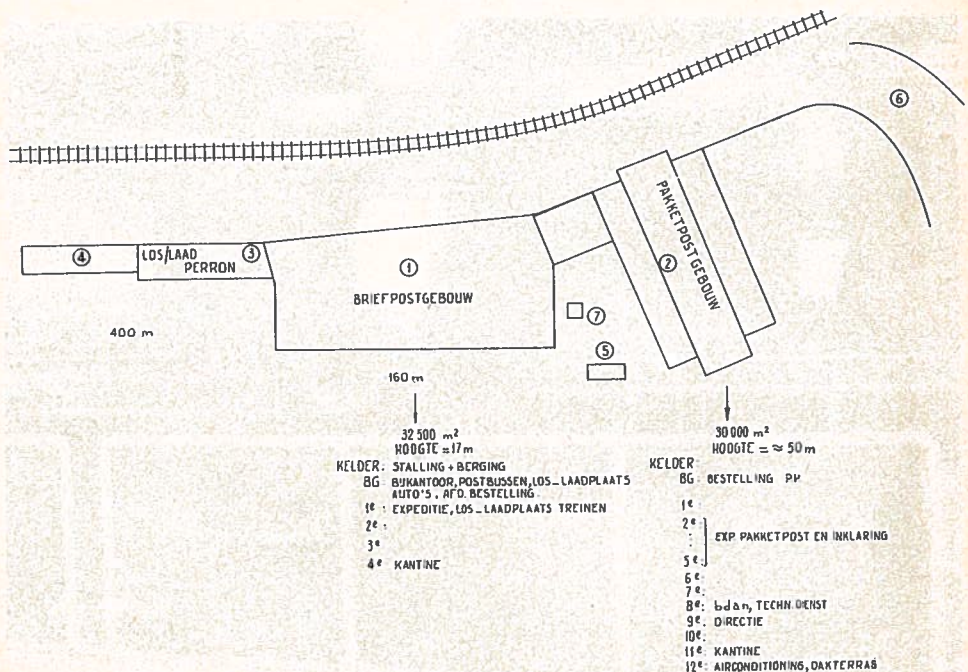 ⑥
④
LOS/LAAD ③
PERRON
①
BRIEFPOSTGEBOUW
PAKKETPOSTGEBOUW
②
⑦
⑤
400 m
160 m
32 500 m²
HOOGTE = 17 m
KELDER: STALLING + BERGING
BG: BIJKANTOOR, POSTBUSSEN, LOS_LAADPLAATS
AUTO'S, AFD. BESTELLING.
1e: EXPEDITIE, LOS_LAADPLAATS TREINEN
2e:
3e
4e KANTINE
30 000 m²
HOOGTE = ≈ 50 m
KELDER:
BG: BESTELLING PP
1e:
2e:
EXP. PAKKETPOST EN INKLARING
5e:
6e:
7e:
8e: bdan, TECHN. DIENST
9e: DIRECTIE
10e:
11e: KANTINE
12e: AIRCONDITIONING, DAKTERRAS